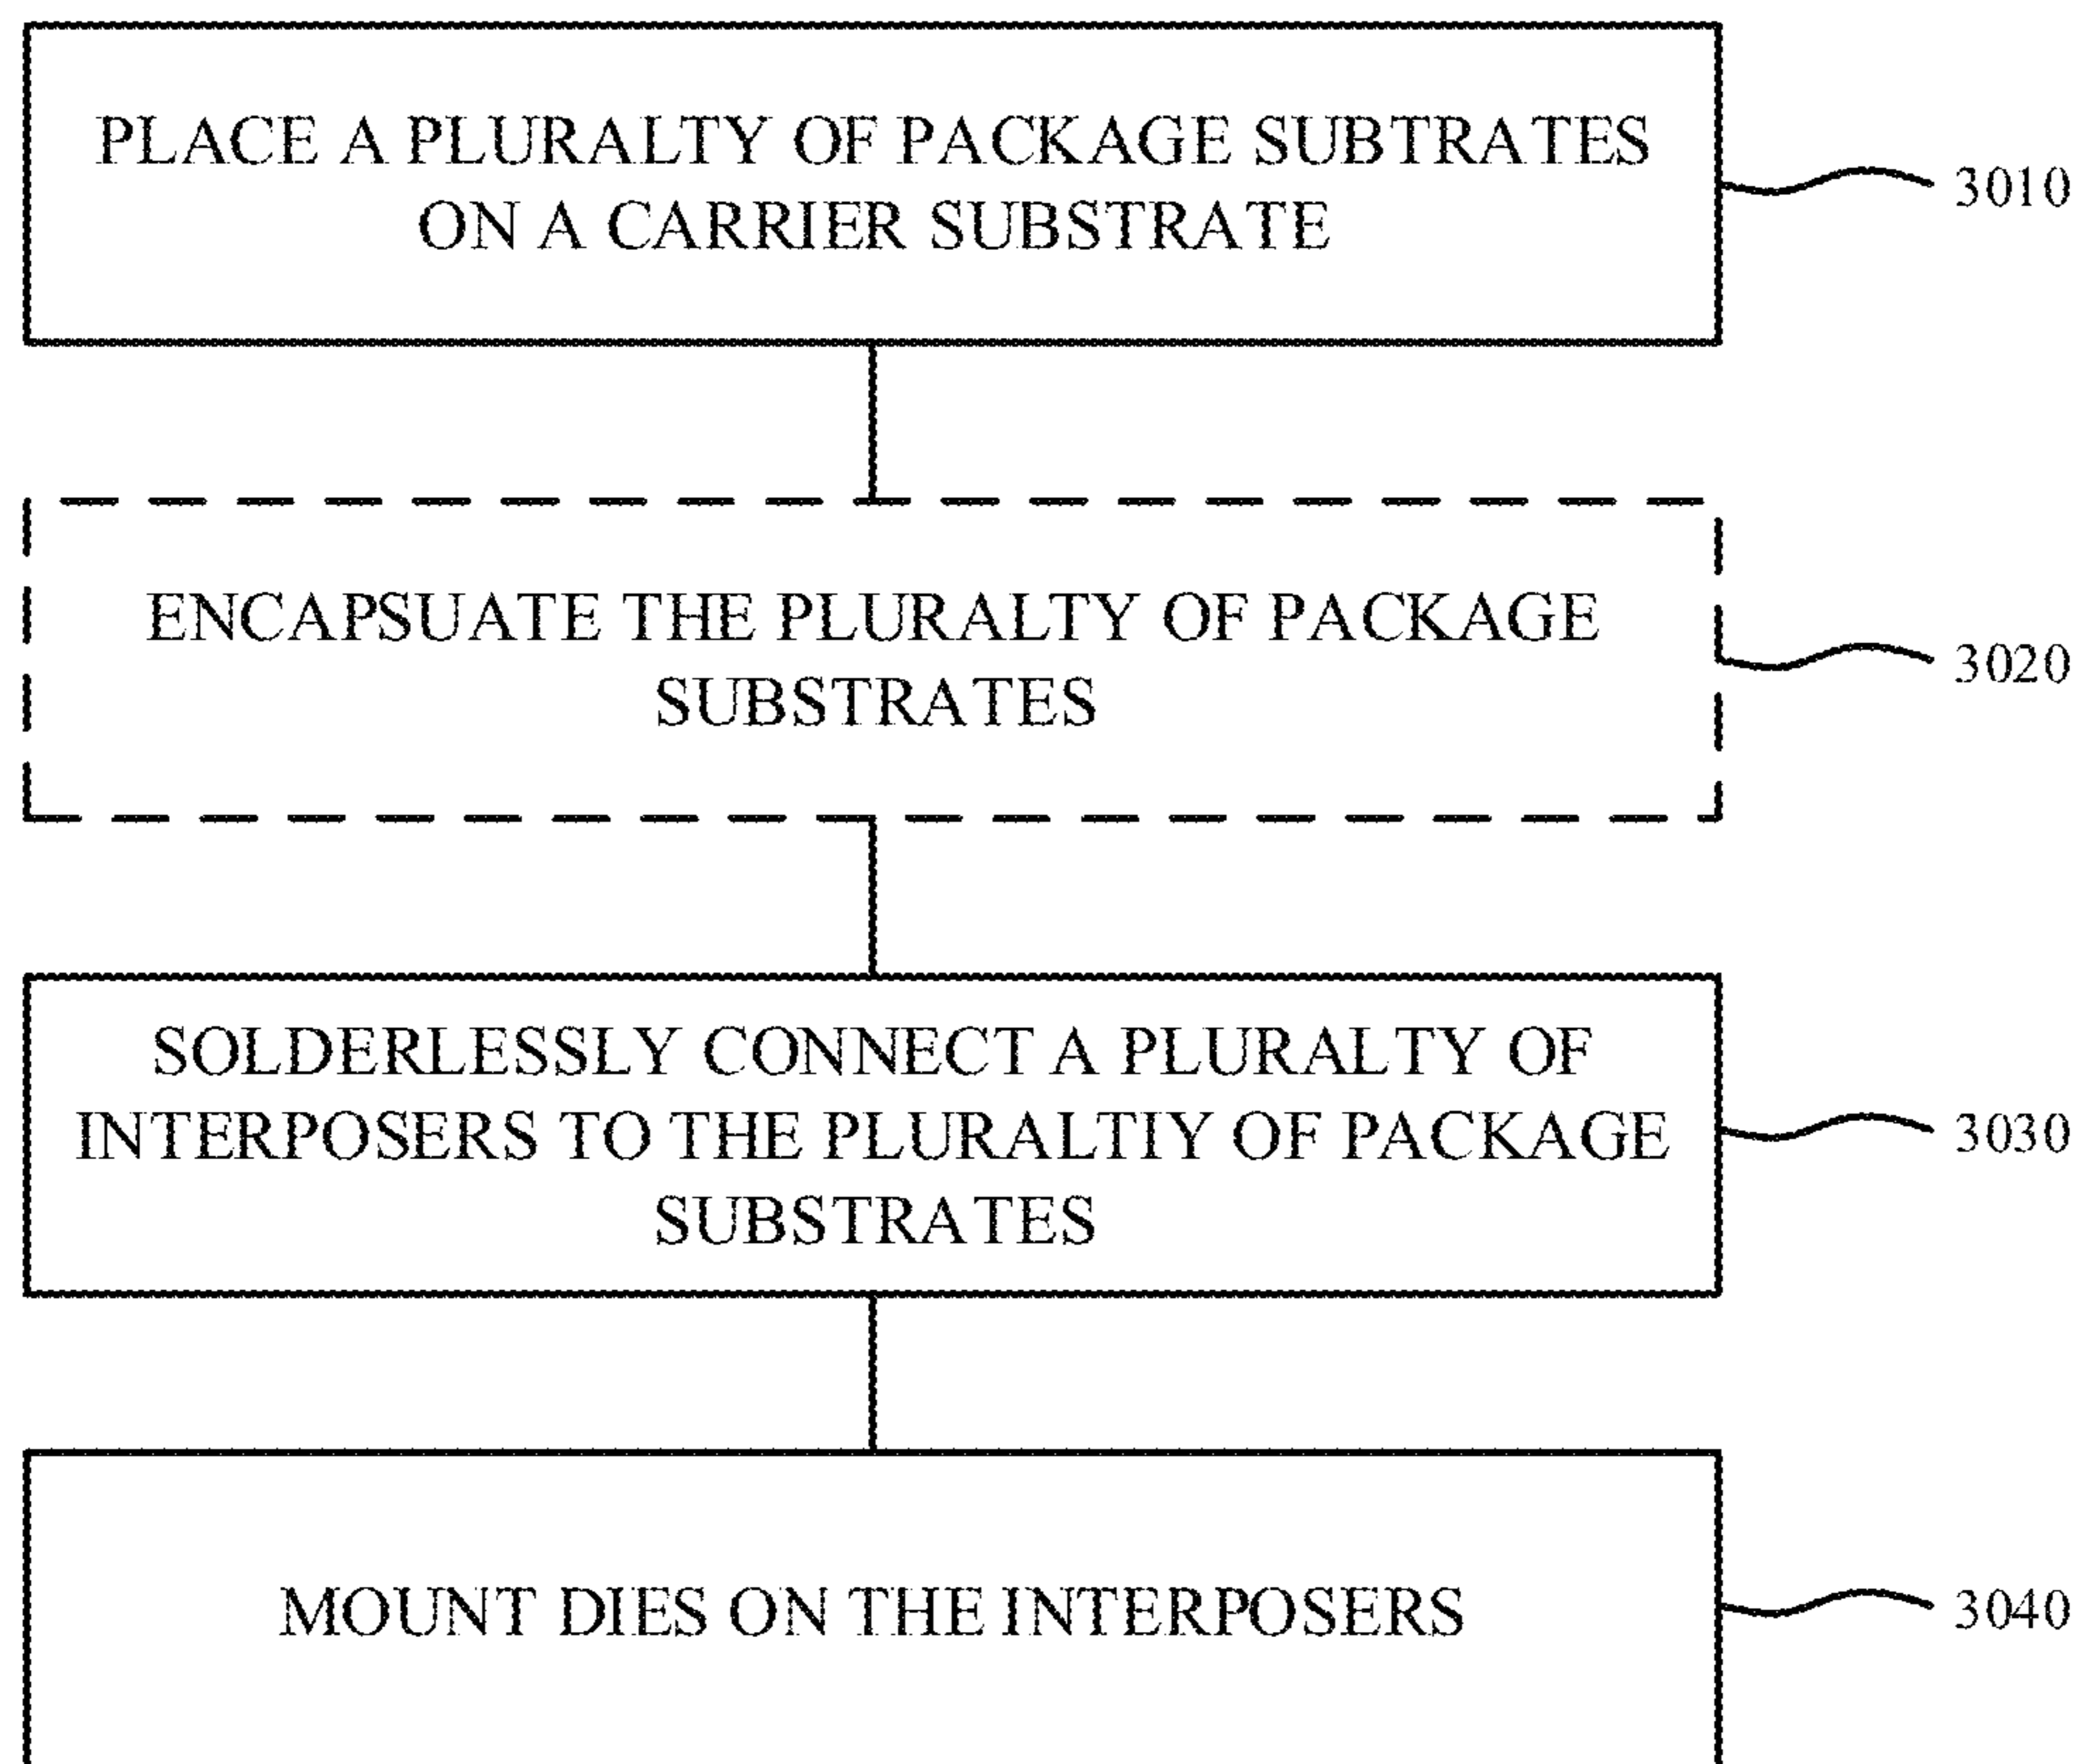 PLACE A PLURALTY OF PACKAGE SUBTRATES
ON A CARRIER SUBSTRATE
3010
ENCAPSUATE THE PLURALTY OF PACKAGE
SUBSTRATES
3020
SOLDERLESSLY CONNECT A PLURALTY OF
INTERPOSERS TO THE PLURALTIY OF PACKAGE
SUBSTRATES
3030
MOUNT DIES ON THE INTERPOSERS
3040